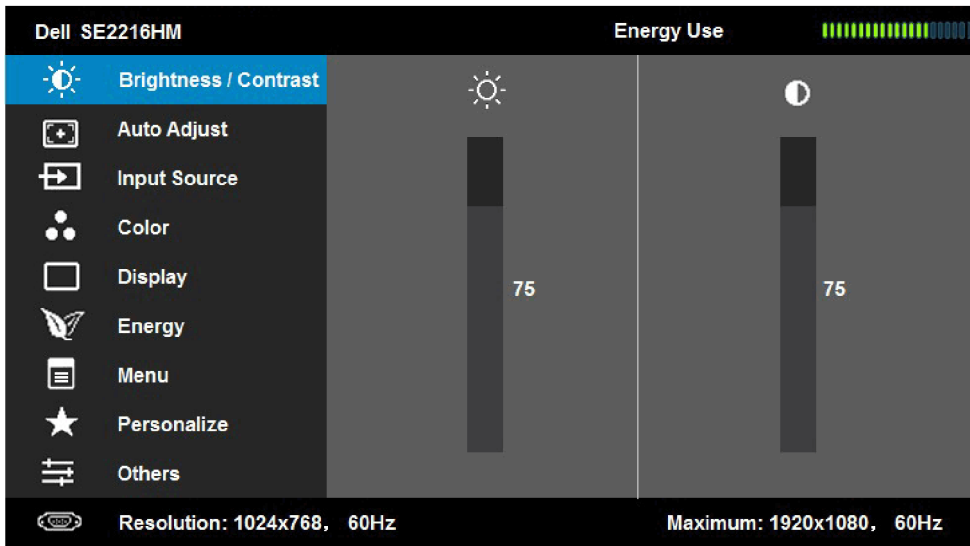 Dell SE2216HM Energy Use
Brightness / Contrast
Auto Adjust
Input Source
Color
Display
75 75
Energy
Menu
Personalize
Others
Resolution: 1024x768, 60Hz Maximum: 1920x1080, 60Hz